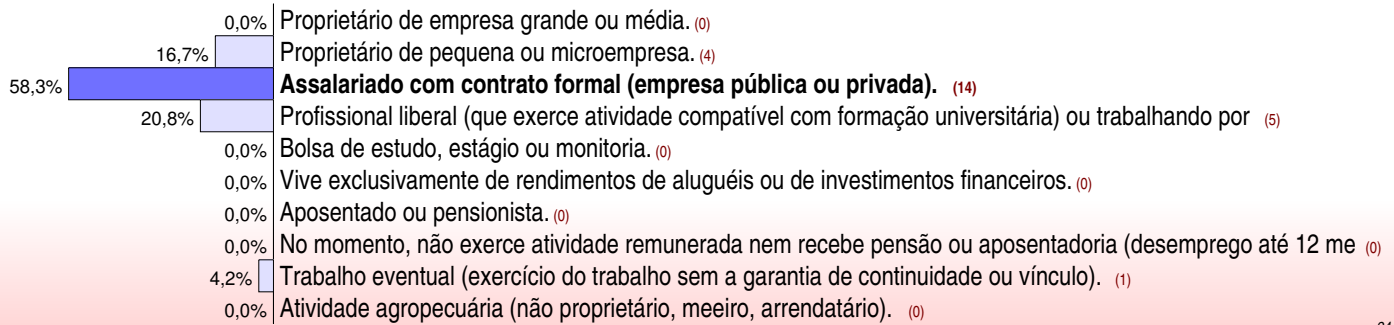 0,0% Proprietário de empresa grande ou média. (0)
16,7% Proprietário de pequena ou microempresa. (4)
58,3% Assalariado com contrato formal (empresa pública ou privada). (14)
20,8% Profissional liberal (que exerce atividade compatível com formação universitária) ou trabalhando por (5)
0,0% Bolsa de estudo, estágio ou monitoria. (0)
0,0% Vive exclusivamente de rendimentos de aluguéis ou de investimentos financeiros. (0)
0,0% Aposentado ou pensionista. (0)
0,0% No momento, não exerce atividade remunerada nem recebe pensão ou aposentadoria (desemprego até 12 me (0)
4,2% Trabalho eventual (exercício do trabalho sem a garantia de continuidade ou vínculo). (1)
0,0% Atividade agropecuária (não proprietário, meeiro, arrendatário). (0)